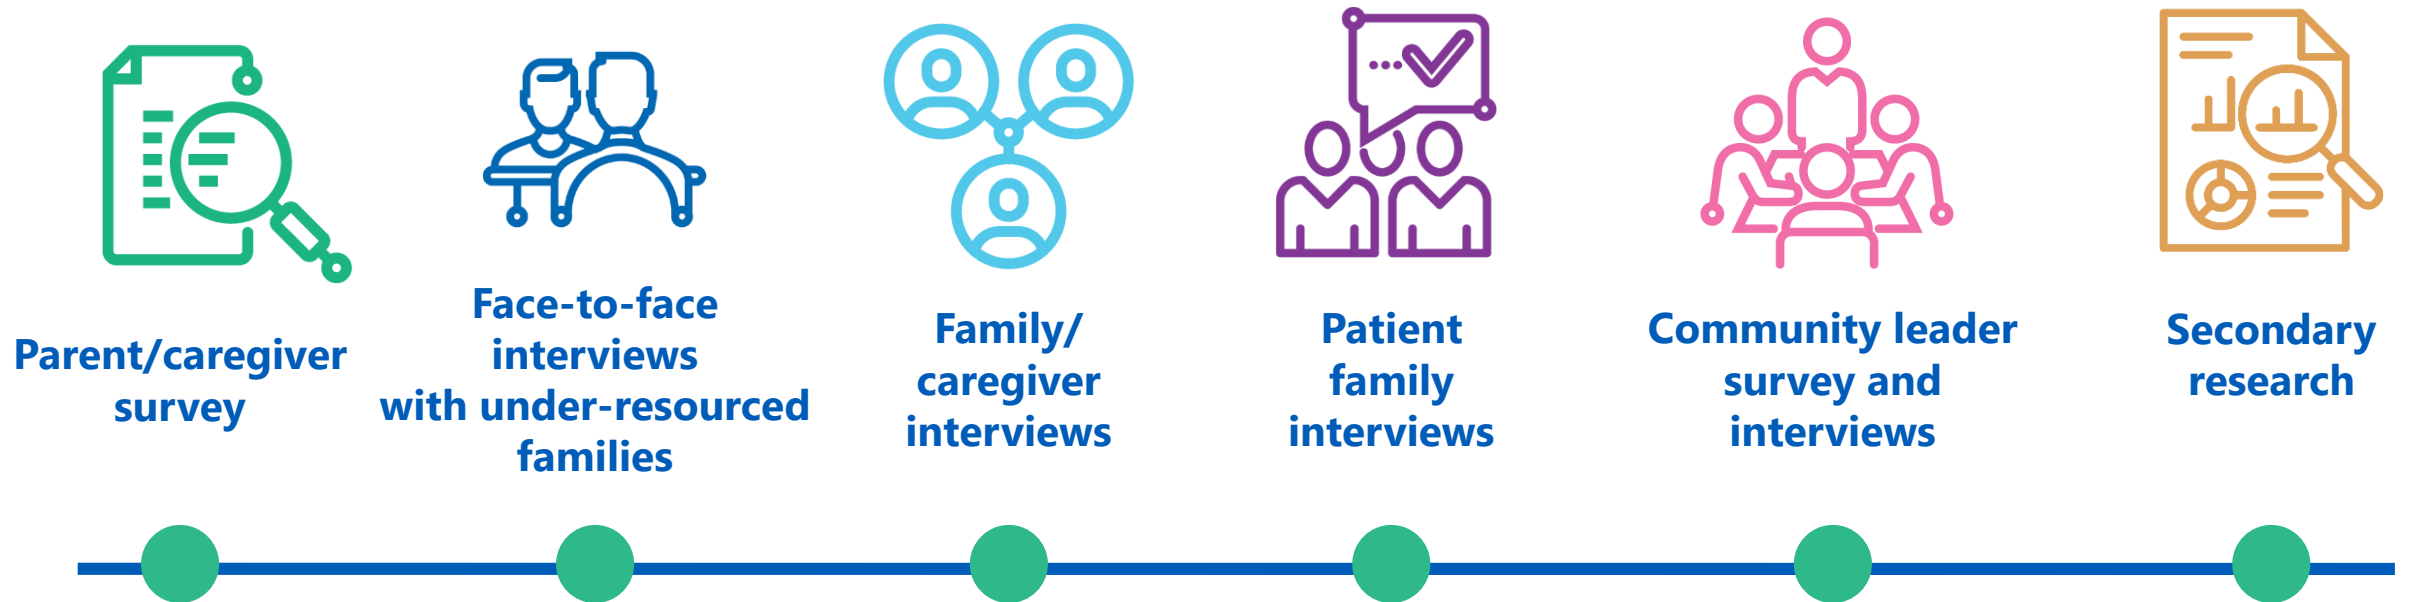 Parent/caregiver
survey
Face-to-face
interviews
with under-resourced
families
Family/
caregiver
interviews
Patient
family
interviews
Community leader
survey and
interviews
Secondary
research